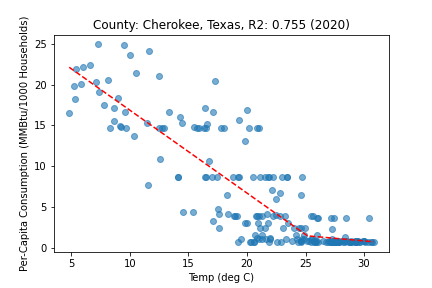 County: Cherokee, Texas, R2: 0.755 (2020)
Per-Capita Consumption (MMBtu/1000 Households)
25
20
15
10
5
0
5 10 15 20 25 30
Temp (deg C)